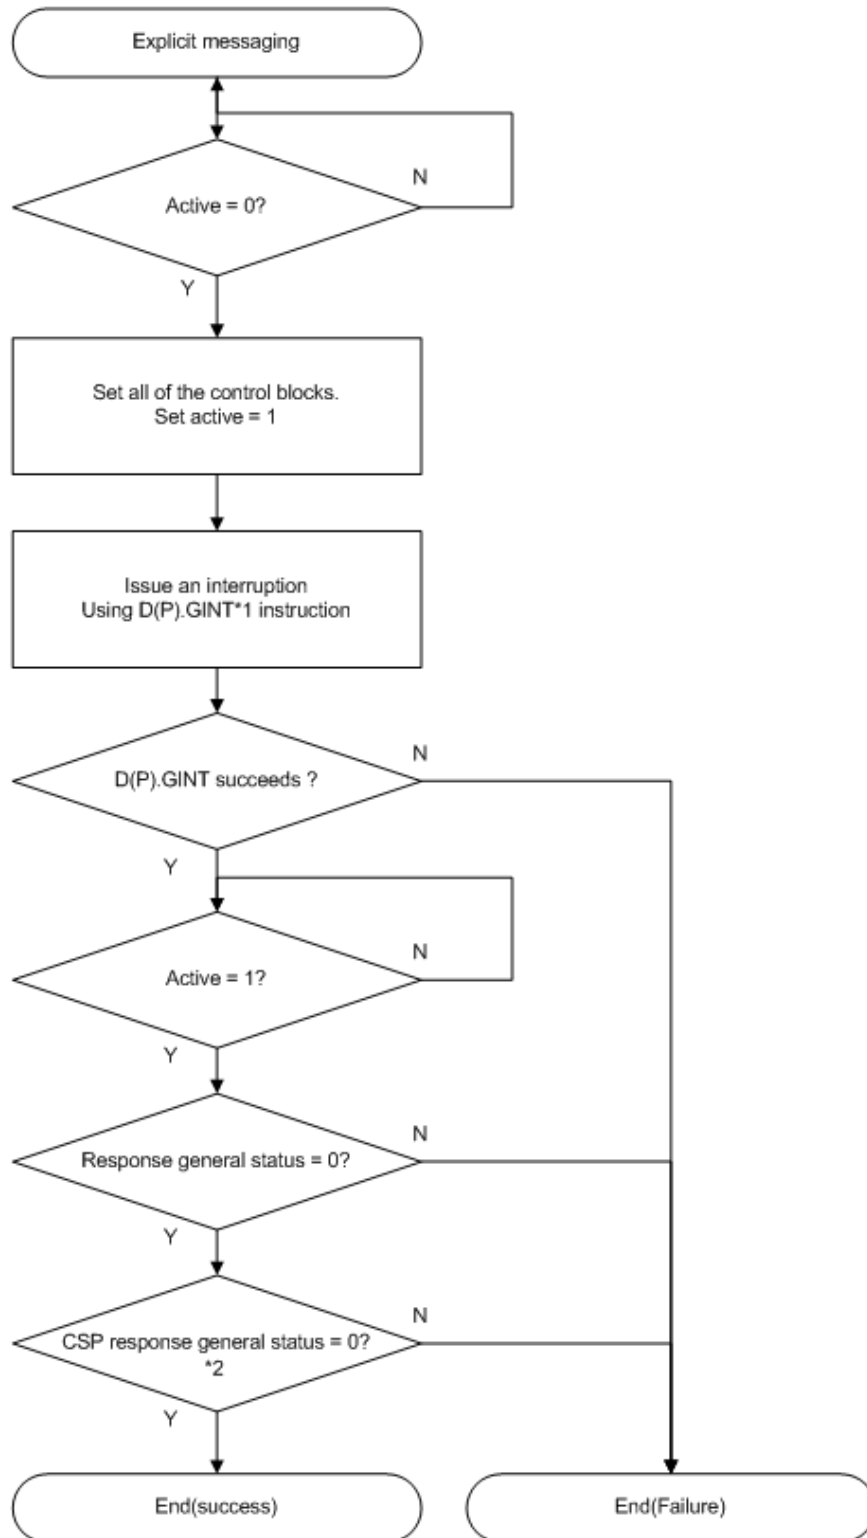 Explicit messaging
N
Active = 0?
Y
Set all of the control blocks.
Set active = 1
Issue an interruption
Using D(P).GINT*1 instruction
N
D(P).GINT succeeds ?
Y
N
Active = 1?
Y
N
Response general status = 0?
Y
N
CSP response general status = 0?
*2
Y
End(success)
End(Failure)